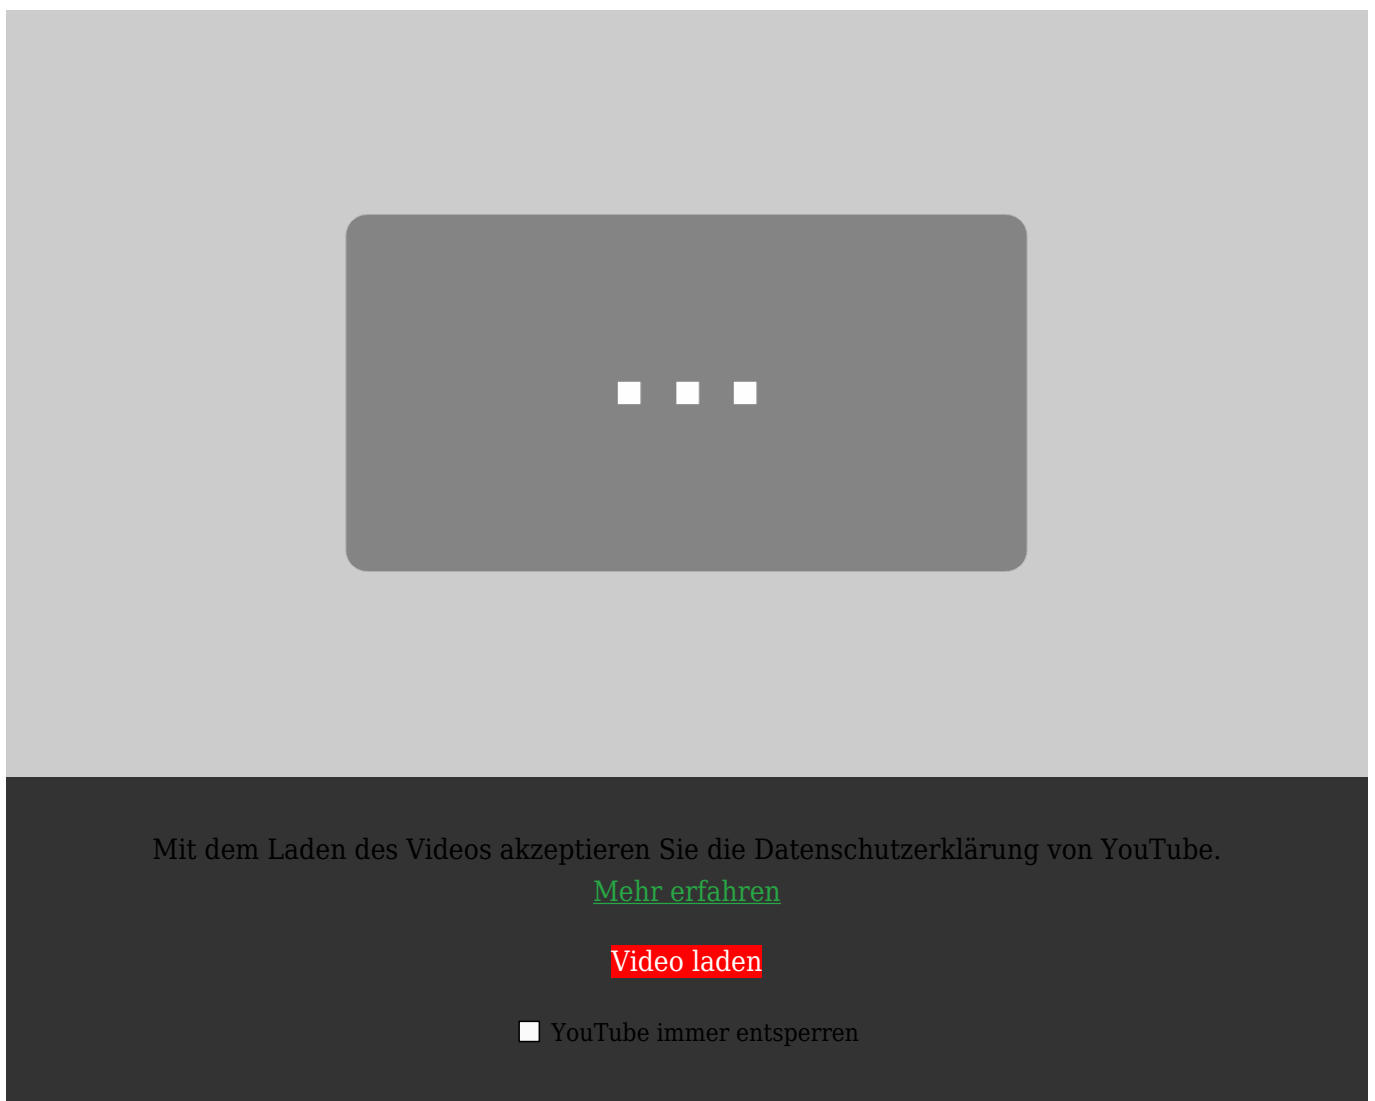 Mit dem Laden des Videos akzeptieren Sie die Datenschutzerklärung von YouTube.
Mehr erfahren
Video laden
YouTube immer entsperren